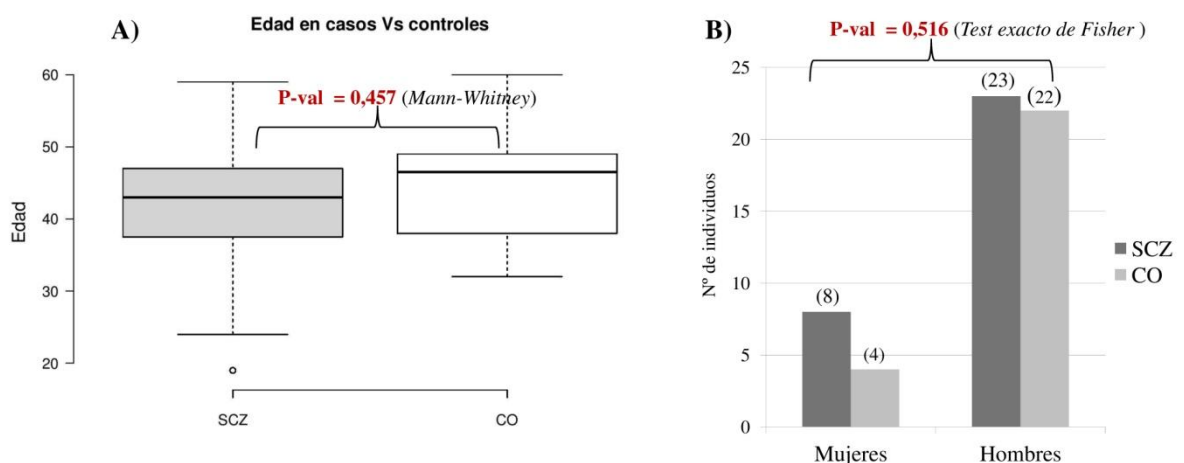 A)
Edad en casos Vs controles
P-val = 0,457 (Mann-Whitney)
Edad
60
50
40
30
20
SCZ
CO
B)
P-val = 0,516 (Test exacto de Fisher )
Nº de individuos
25
20
15
10
5
0
(8)
(4)
(23)
(22)
Mujeres
Hombres
SCZ
CO